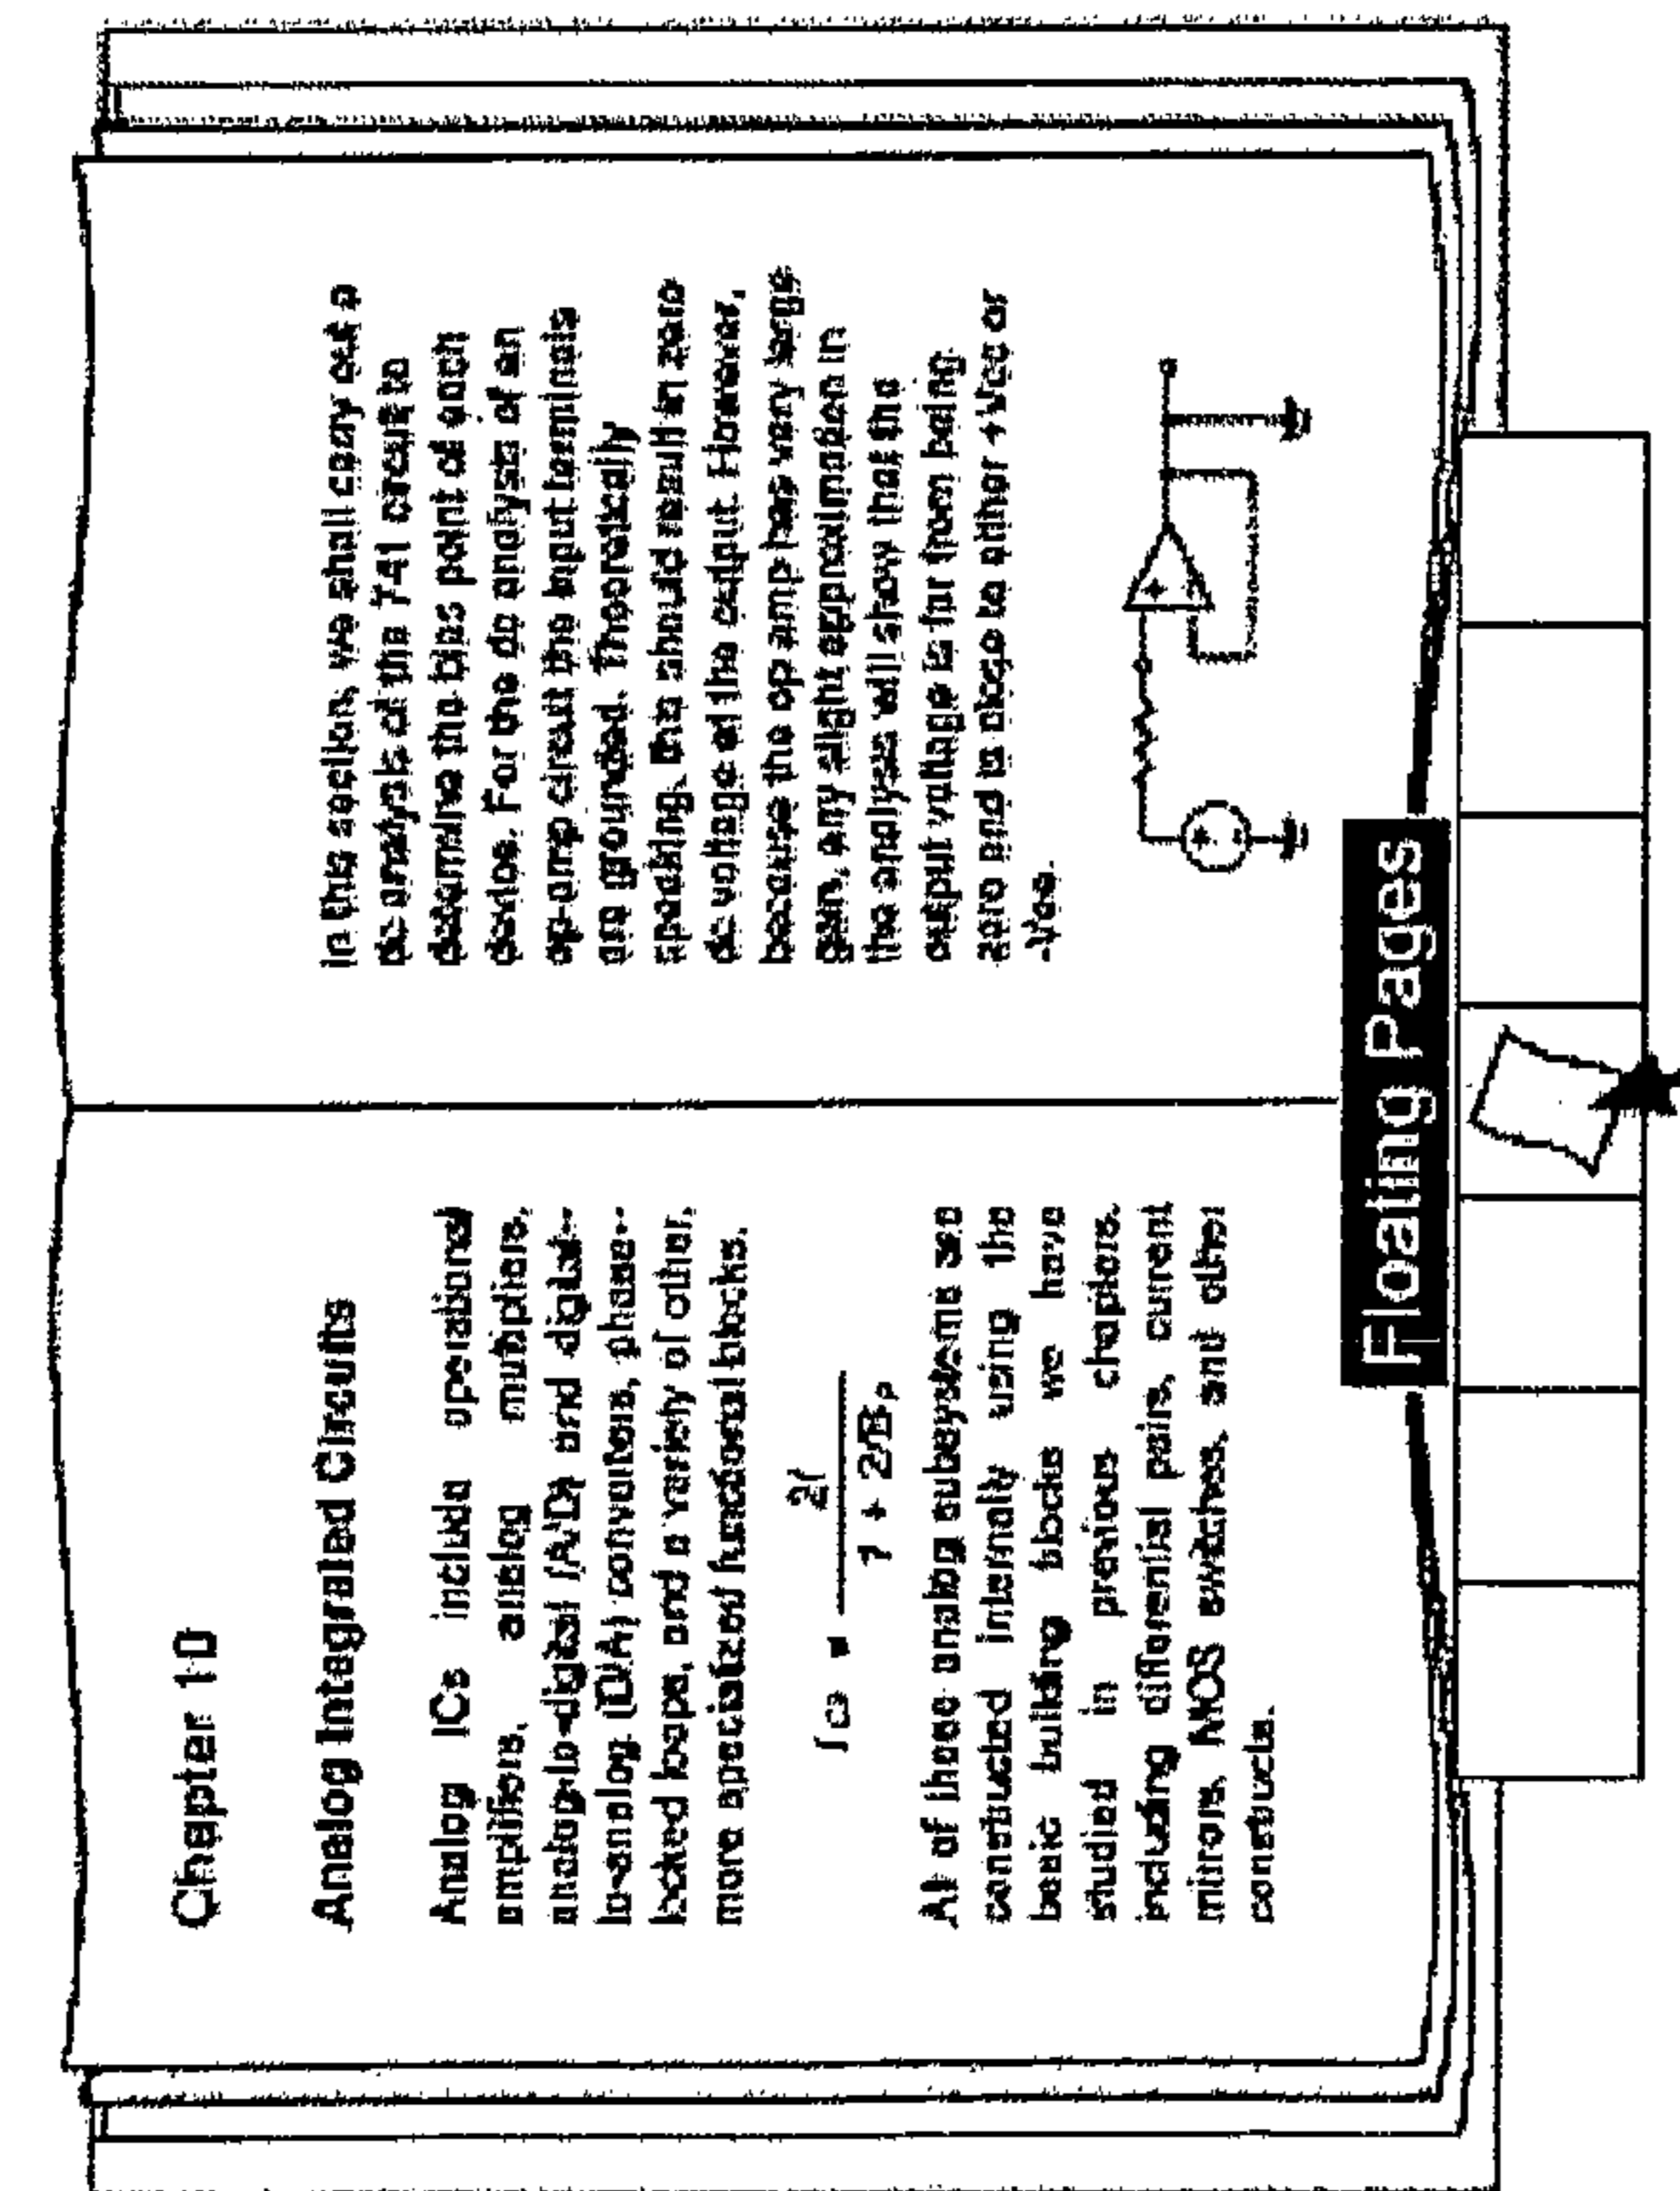 Chapter 10
Analog Integrated Circuits
Analog ICs include operational
amplifiers, analog multipliers,
analog-to-digital (A/D) and digital-
to-analog (D/A) converters, phase-
locked loops, and a variety of other,
more specialized functional blocks.
2I
1 + 2/B
All of these analog subsystems are
constructed internally using the
basic building blocks we have
studied in previous chapters,
including differential pairs, current
mirrors, MOS switches, and other
constructs.
In this section, we shall carry out a
dc analysis of the 741 circuit to
determine the bias point of each
device. For the dc analysis of an
op-amp circuit the input terminals
are grounded. Theoretically
speaking, this should result in zero
dc voltage at the output. However,
because the op amp has very large
gain, any slight approximation in
the analysis will show that the
output voltage is far from being
zero and is close to either +Vcc or
-Vee.
Floating Pages